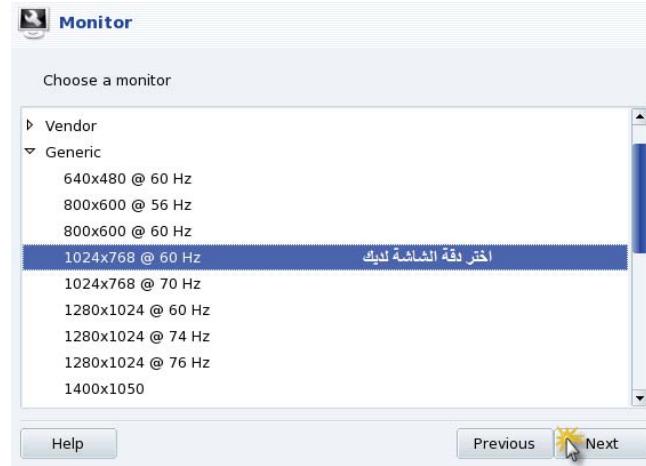 Monitor
Choose a monitor
Vendor
Generic
640x480 @ 60 Hz
800x600 @ 56 Hz
800x600 @ 60 Hz
1024x768 @ 60 Hz اختر دقة الشاشة لديك
1024x768 @ 70 Hz
1280x1024 @ 60 Hz
1280x1024 @ 74 Hz
1280x1024 @ 76 Hz
1400x1050
Help Previous Next